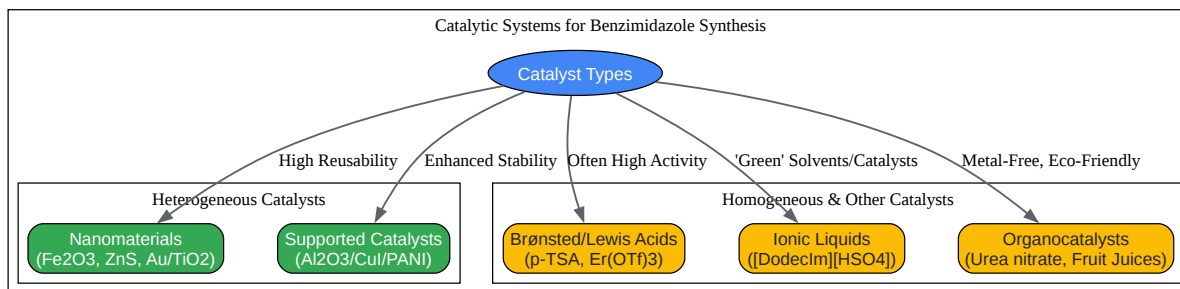 Catalytic Systems for Benzimidazole Synthesis
Catalyst Types
High Reusability
Enhanced Stability
Often High Activity
'Green' Solvents/Catalysts
Metal-Free, Eco-Friendly
Heterogeneous Catalysts
Homogeneous & Other Catalysts
Nanomaterials
(Fe2O3, ZnS, Au/TiO2)
Supported Catalysts
(Al2O3/CuI/PANI)
Brønsted/Lewis Acids
(p-TSA, Er(OTf)3)
Ionic Liquids
([DodecIm][HSO4])
Organocatalysts
(Urea nitrate, Fruit Juices)